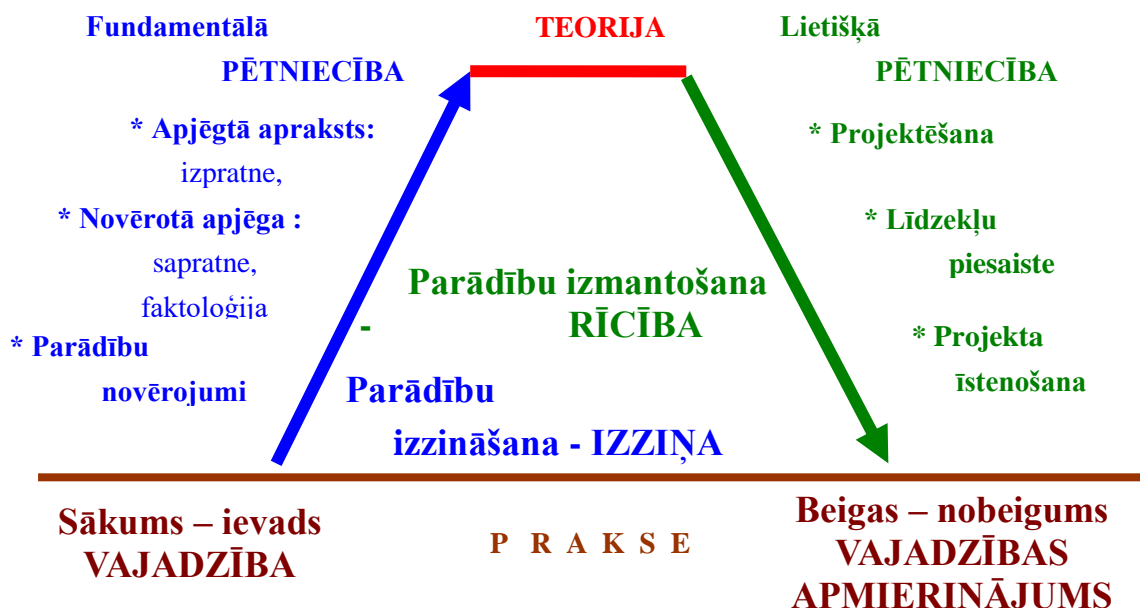 Fundamentālā
PĒTNIECĪBA
* Apjēgtā apraksts:
izpratne,
* Novērotā apjēga :
sapratne,
faktoloģija
* Parādību
novērojumi
TEORIJA
Parādību izmantošana
- RĪCĪBA
Parādību
izzināšana - IZZIŅA
Lietišķā
PĒTNIECĪBA
* Projektēšana
* Līdzekļu
piesaiste
* Projekta
īstenošana
Sākums – ievads
VAJADZĪBA
P R A K S E
Beigas – nobeigums
VAJADZĪBAS
APMIERINĀJUMS